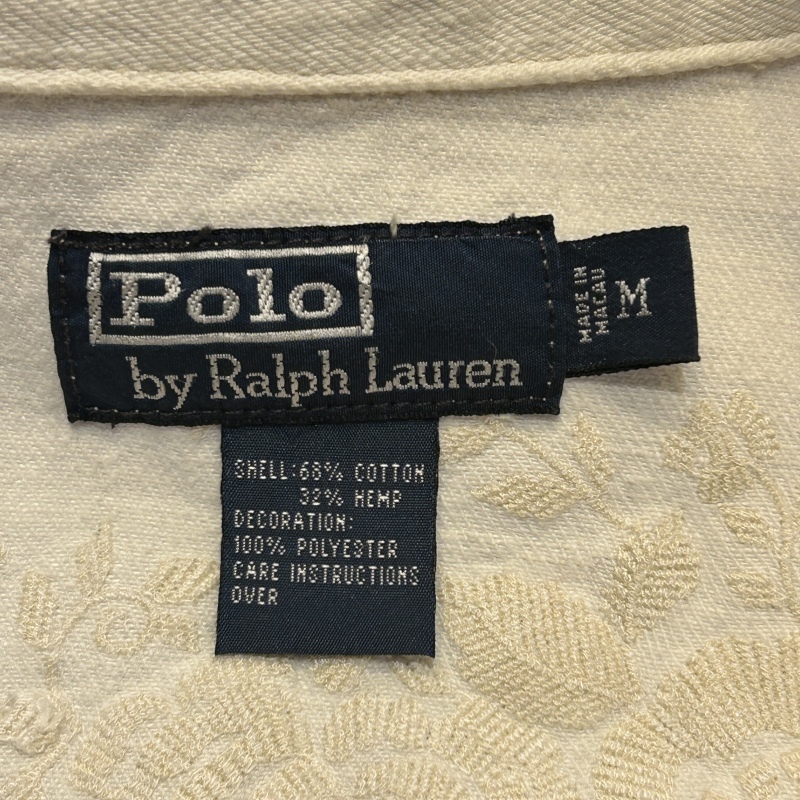 Polo
by Ralph Lauren
MADE IN
MACAU
M
SHELL:68% COTTON
32% HEMP
DECORATION:
100% POLYESTER
CARE INSTRUCTIONS
OVER